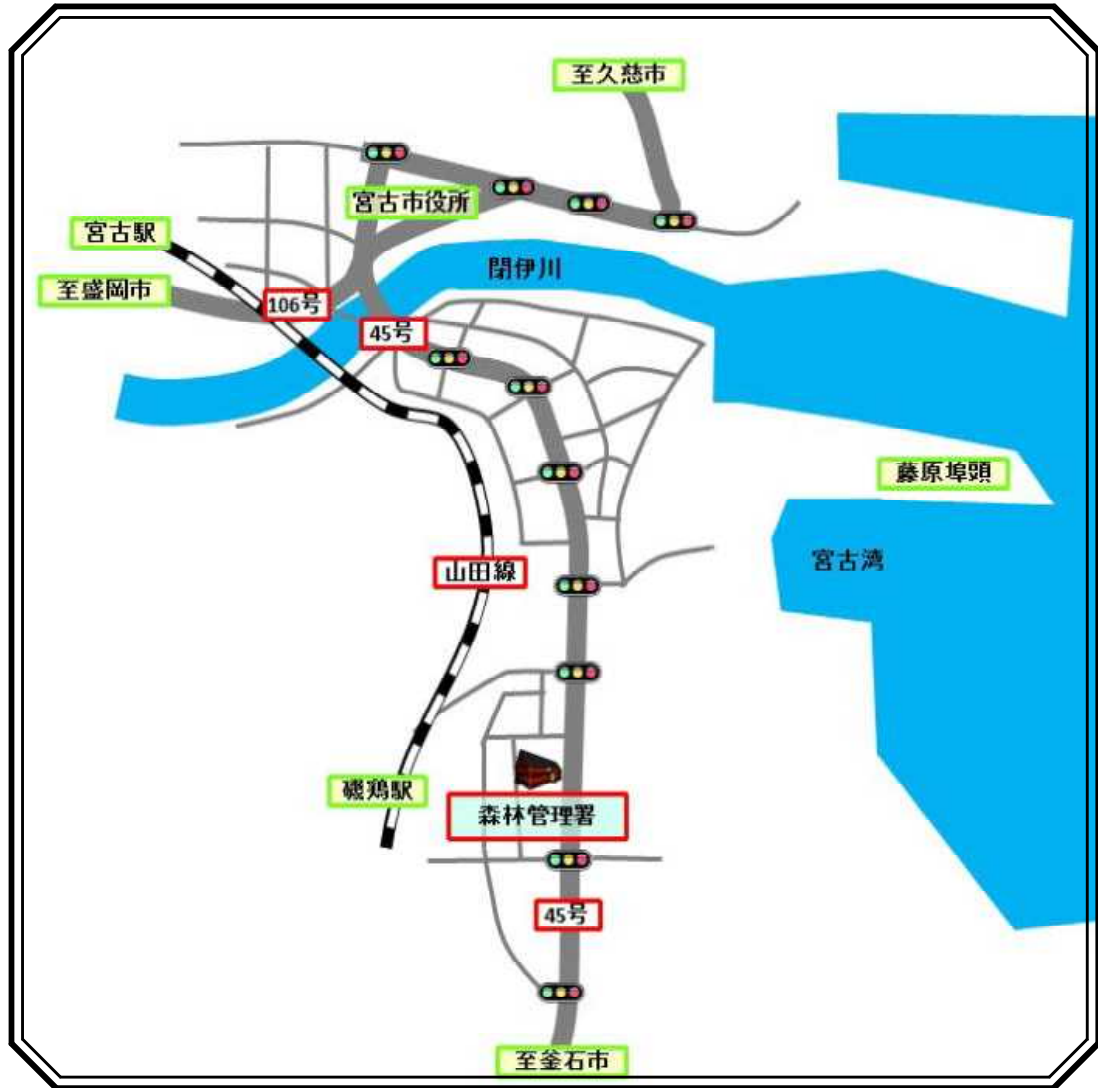 至久慈市
宮古市役所
宮古駅
閉伊川
至盛岡市
106号
45号
藤原埠頭
宮古湾
山田線
磯鶏駅
森林管理署
45号
至釜石市